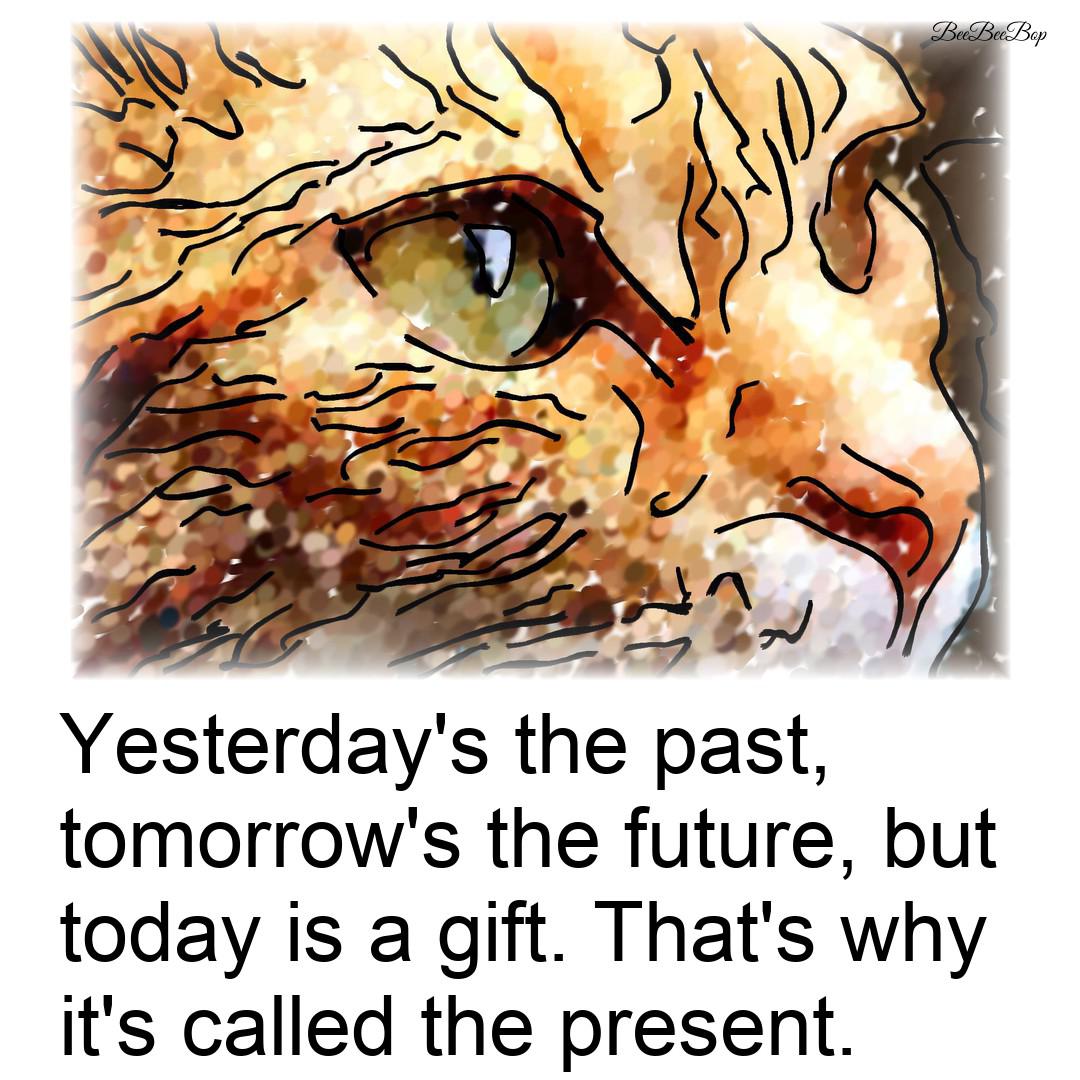 BeeBeeBop
Yesterday's the past,
tomorrow's the future, but
today is a gift. That's why
it's called the present.